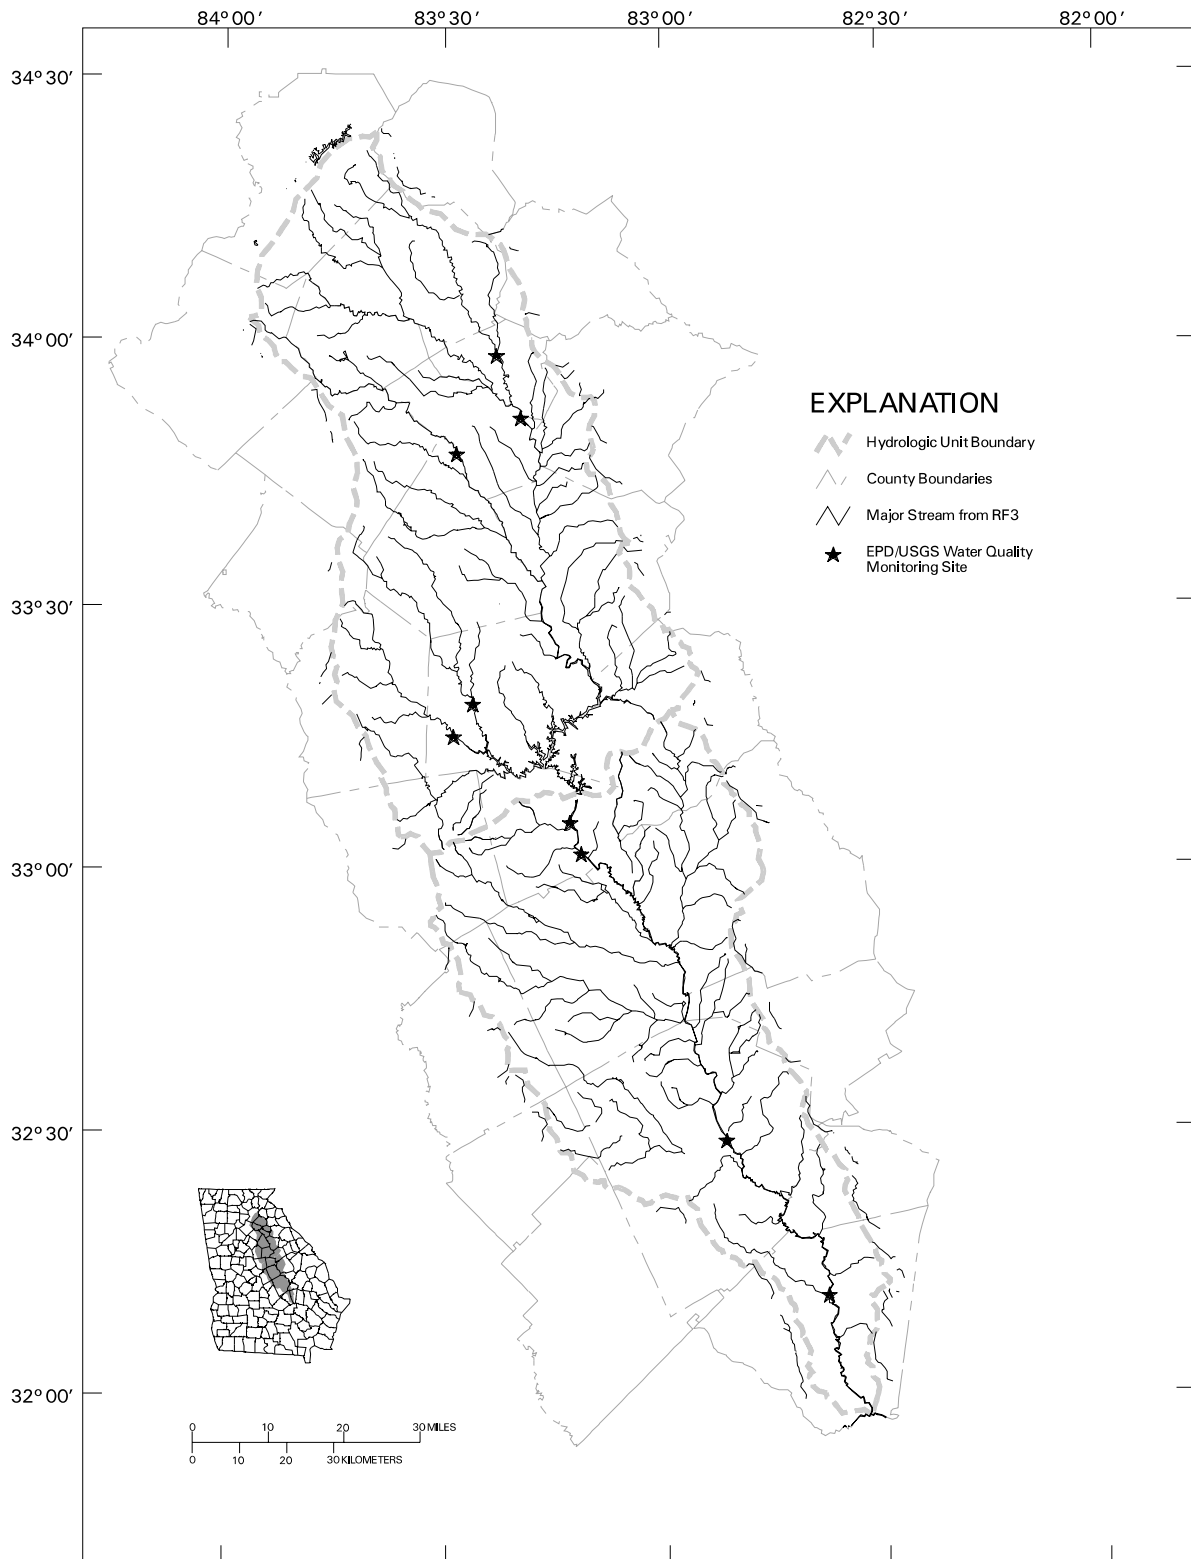 84° 00′ 83° 30′ 83° 00′ 82° 30′ 82° 00′
34° 30′
34° 00′
33° 30′
33° 00′
32° 30′
32° 00′
EXPLANATION
Hydrologic Unit Boundary
County Boundaries
Major Stream from RF3
EPD/USGS Water Quality
Monitoring Site
0 10 20 30 MILES
0 10 20 30 KILOMETERS